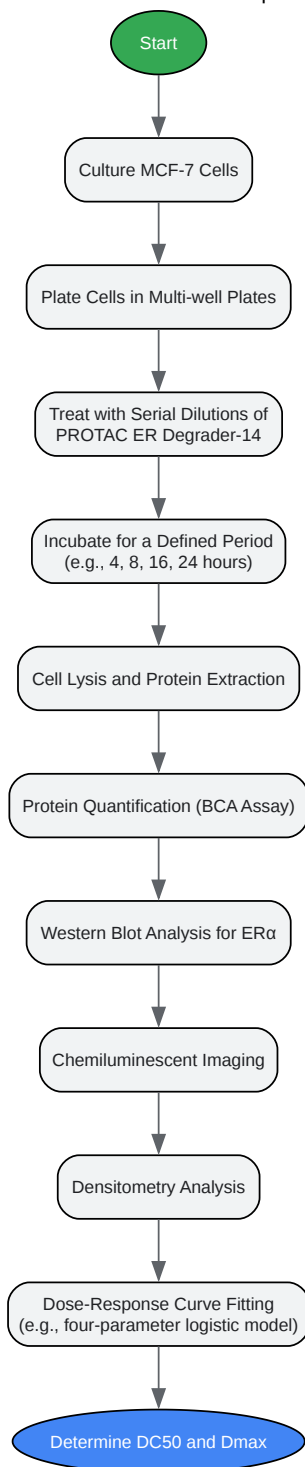 Start
Culture MCF-7 Cells
Plate Cells in Multi-well Plates
Treat with Serial Dilutions of
PROTAC ER Degrader-14
Incubate for a Defined Period
(e.g., 4, 8, 16, 24 hours)
Cell Lysis and Protein Extraction
Protein Quantification (BCA Assay)
Western Blot Analysis for ERα
Chemiluminescent Imaging
Densitometry Analysis
Dose-Response Curve Fitting
(e.g., four-parameter logistic model)
Determine DC50 and Dmax